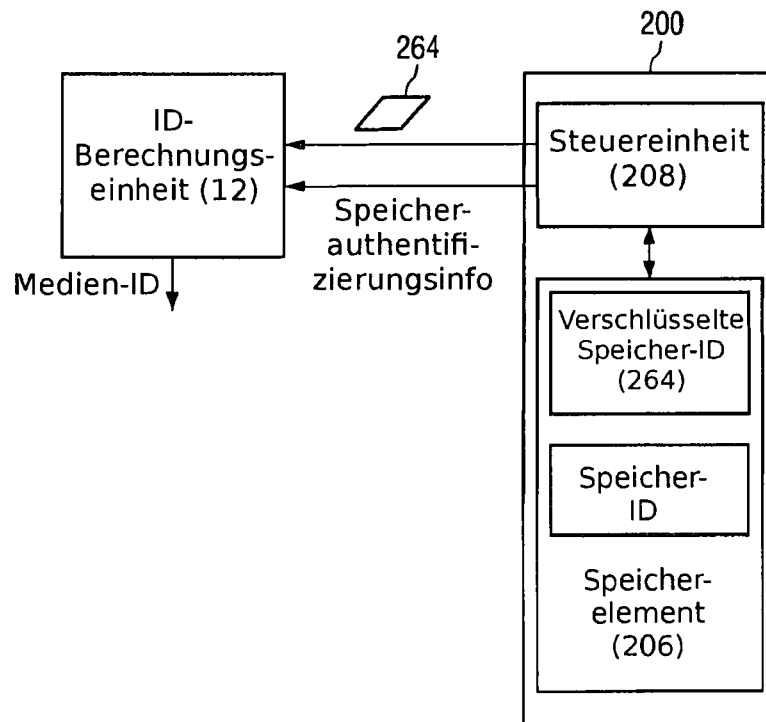 200
264
ID-
Berechnungs-
einheit (12)
Steuereinheit
(208)
Speicher-
authentifi-
zierungsinfo
Medien-ID
Verschlüsselte
Speicher-ID
(264)
Speicher-
ID
Speicher-
element
(206)